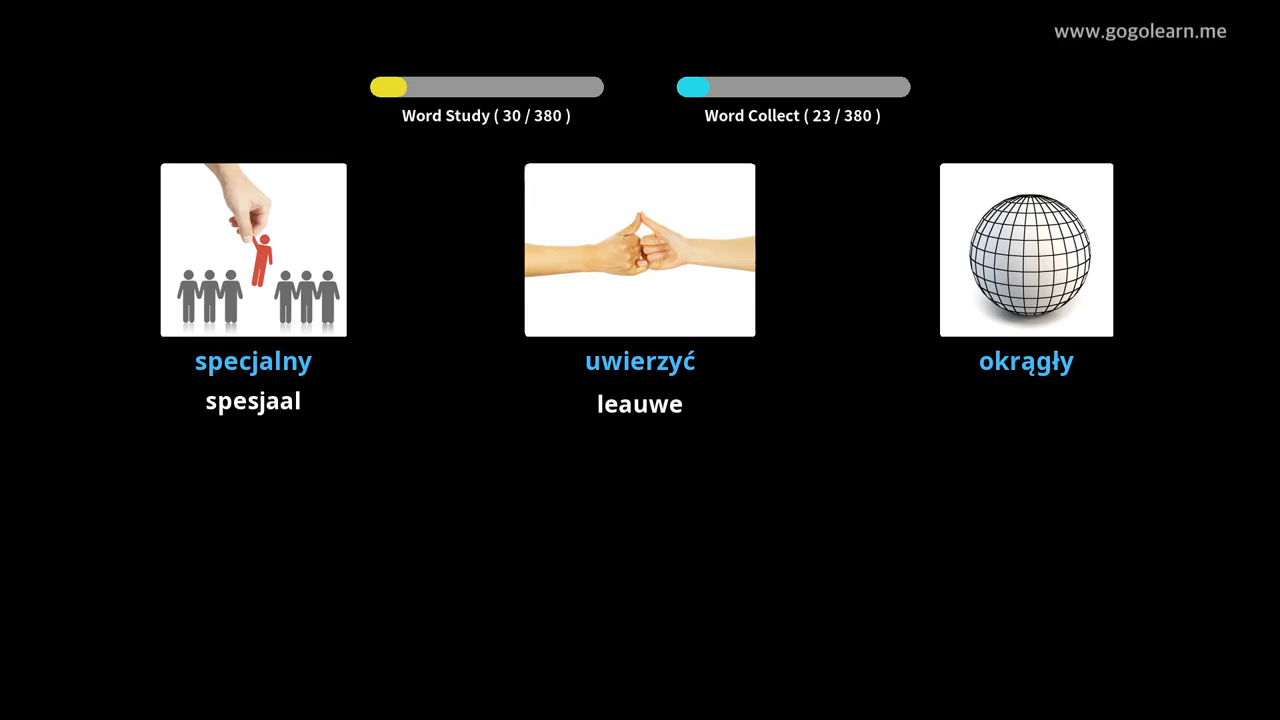 www.gogolearn.me
Word Study ( 30 / 380 )
Word Collect ( 23 / 380 )
specjalny
uwierzyć
okrągły
spesjaal
leauwe